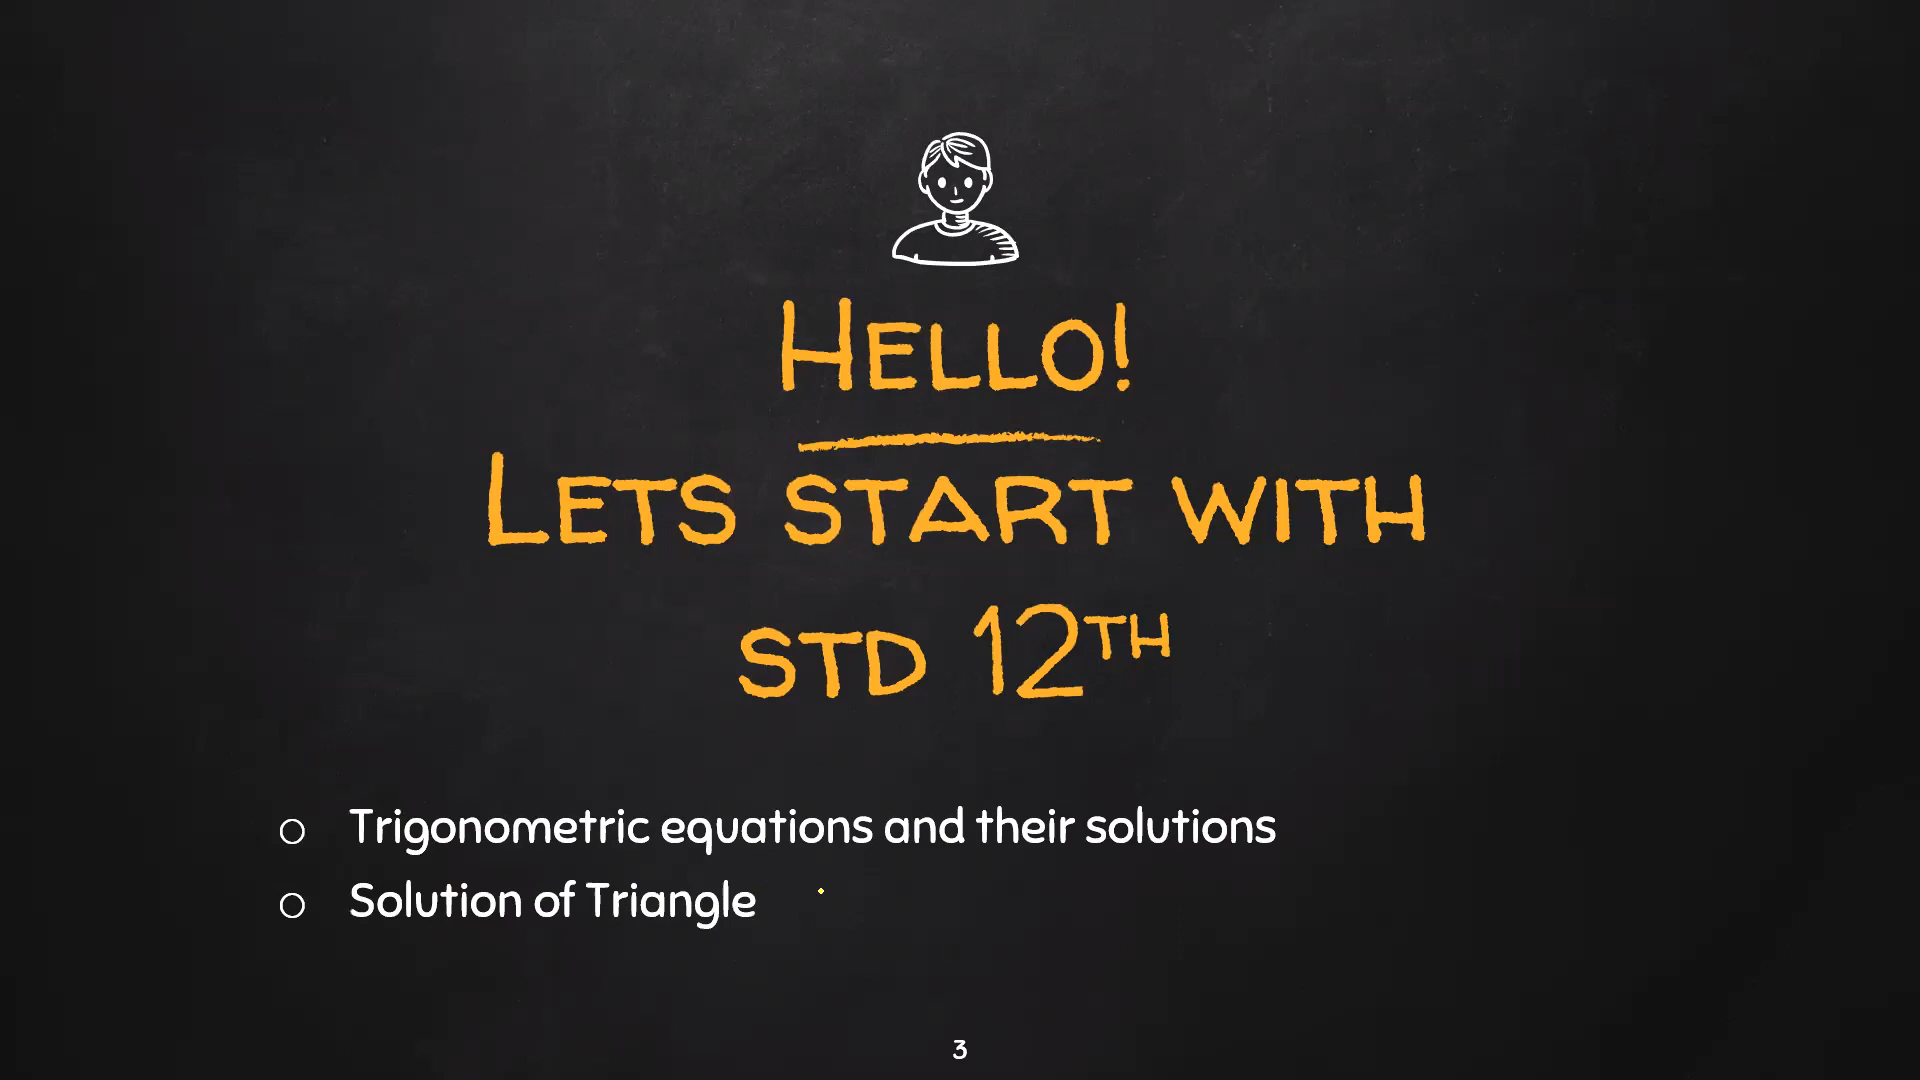 Hello!
Lets start with
std 12th
Trigonometric equations and their solutions
Solution of Triangle
3